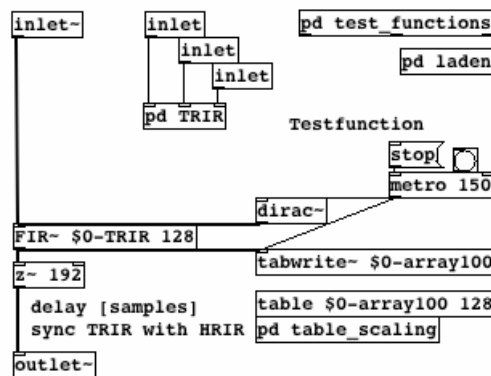 inlet~
inlet
pd test_functions
inlet
pd laden
inlet
pd TRIR
Testfunction
stop
metro 150
dirac~
FIR~ $0-TRIR 128
z~ 192
tabwrite~ $0-array100
delay [samples]
table $0-array100 128
sync TRIR with HRIR
pd table_scaling
outlet~